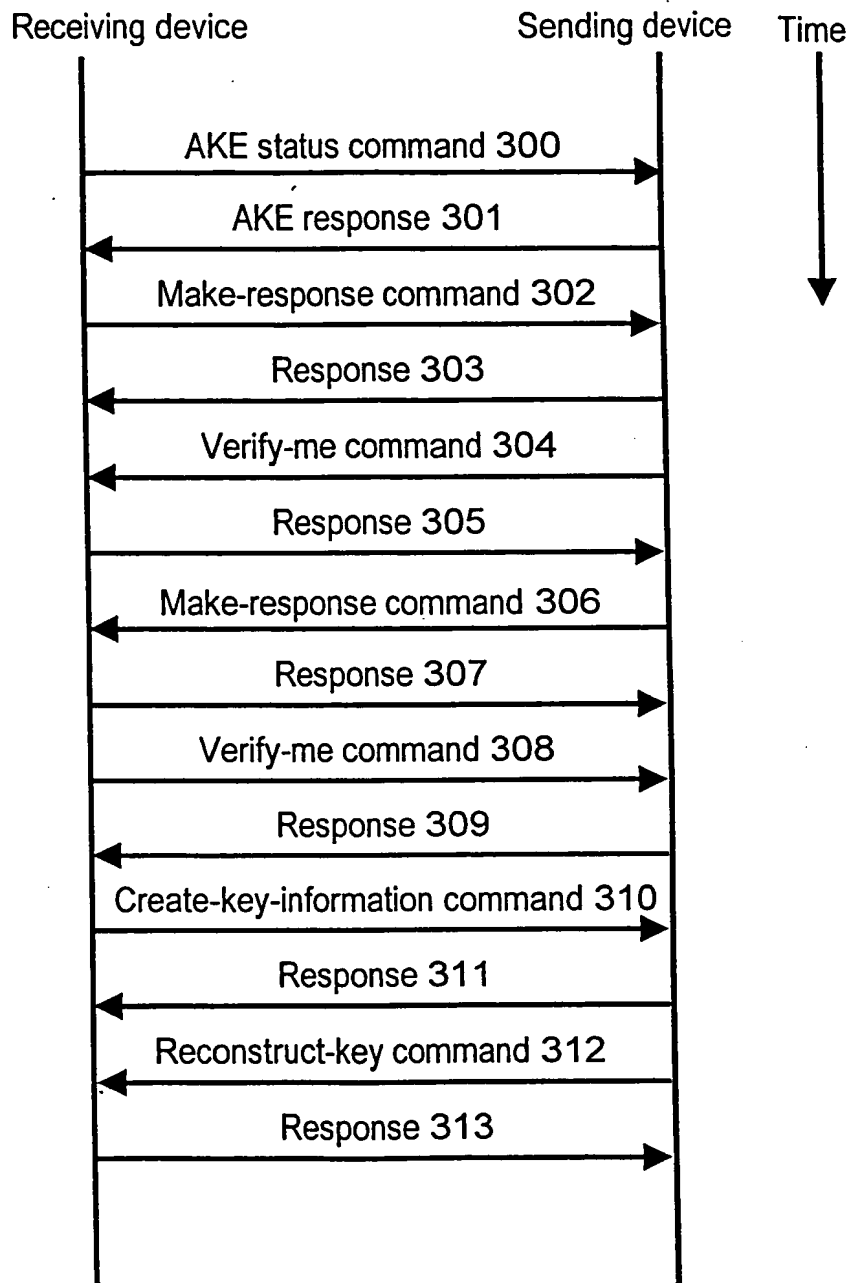 Receiving device Sending device Time
AKE status command 300
AKE response 301
Make-response command 302
Response 303
Verify-me command 304
Response 305
Make-response command 306
Response 307
Verify-me command 308
Response 309
Create-key-information command 310
Response 311
Reconstruct-key command 312
Response 313